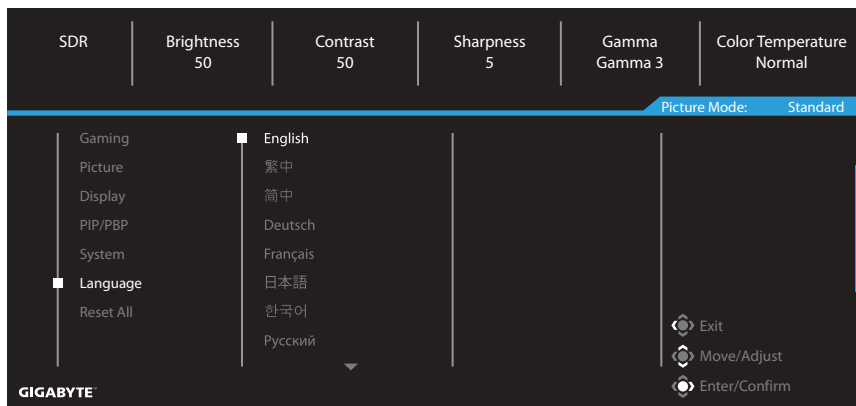 SDR
Brightness
50
Contrast
50
Sharpness
5
Gamma
Gamma 3
Color Temperature
Normal
Picture Mode: Standard
Gaming
Picture
Display
PIP/PBP
System
Language
Reset All
English
繁中
简中
Deutsch
Français
日本語
한국어
Русский
Exit
Move/Adjust
Enter/Confirm
GIGABYTE™